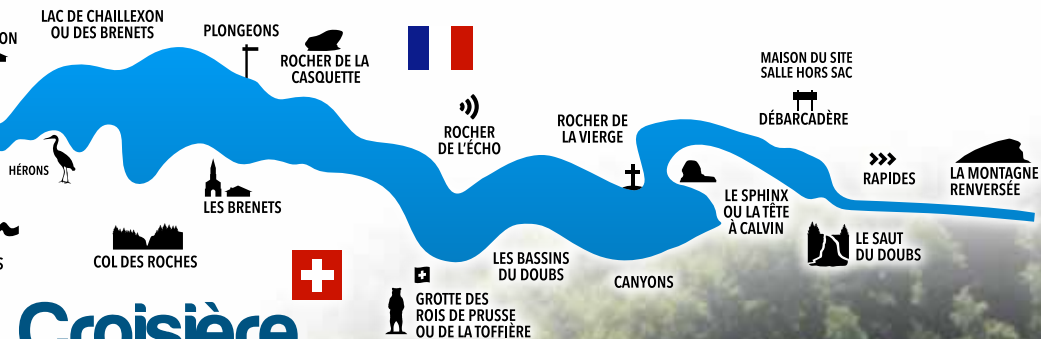 LAC DE CHAILLEXON
OU DES BRENETS
PLONGEONS
ROCHER DE LA
CASQUETTE
ROCHER
DE L'ÉCHO
ROCHER DE
LA VIERGE
MAISON DU SITE
SALLE HORS SAC
DÉBARCADÈRE
RAPIDES
LA MONTAGNE
RENVERSÉE
HÉRONS
LES BRENETS
COL DES ROCHES
LE SPHINX
OU LA TÊTE
À CALVIN
LE SAUT
DU DOUBS
LES BASSINS
DU DOUBS
CANYONS
GROTTE DES
ROIS DE PRUSSE
OU DE LA TOFFIÈRE
Croisière